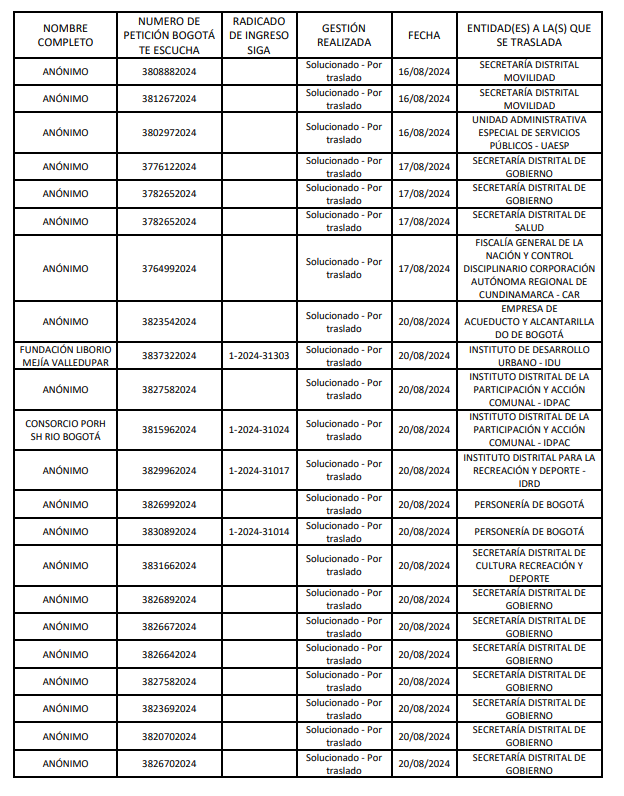 NOMBRE COMPLETO | NUMERO DE PETICIÓN BOGOTÁ TE ESCUCHA | RADICADO DE INGRESO SIGA | GESTIÓN REALIZADA | FECHA | ENTIDAD(ES) A LA(S) QUE SE TRASLADA
ANÓNIMO | 3808882024 | | Solucionado - Por traslado | 16/08/2024 | SECRETARÍA DISTRITAL MOVILIDAD
ANÓNIMO | 3812672024 | | Solucionado - Por traslado | 16/08/2024 | SECRETARÍA DISTRITAL MOVILIDAD
ANÓNIMO | 3802972024 | | Solucionado - Por traslado | 16/08/2024 | UNIDAD ADMINISTRATIVA ESPECIAL DE SERVICIOS PÚBLICOS - UAESP
ANÓNIMO | 3776122024 | | Solucionado - Por traslado | 17/08/2024 | SECRETARÍA DISTRITAL DE GOBIERNO
ANÓNIMO | 3782652024 | | Solucionado - Por traslado | 17/08/2024 | SECRETARÍA DISTRITAL DE GOBIERNO
ANÓNIMO | 3782652024 | | Solucionado - Por traslado | 17/08/2024 | SECRETARÍA DISTRITAL DE SALUD
ANÓNIMO | 3764992024 | | Solucionado - Por traslado | 17/08/2024 | FISCALÍA GENERAL DE LA NACIÓN Y CONTROL DISCIPLINARIO CORPORACIÓN AUTÓNOMA REGIONAL DE CUNDINAMARCA - CAR
ANÓNIMO | 3823542024 | | Solucionado - Por traslado | 20/08/2024 | EMPRESA DE ACUEDUCTO Y ALCANTARILLA DO DE BOGOTÁ
FUNDACIÓN LIBORIO MEJÍA VALLEDUPAR | 3837322024 | 1-2024-31303 | Solucionado - Por traslado | 20/08/2024 | INSTITUTO DE DESARROLLO URBANO - IDU
ANÓNIMO | 3827582024 | | Solucionado - Por traslado | 20/08/2024 | INSTITUTO DISTRITAL DE LA PARTICIPACIÓN Y ACCIÓN COMUNAL - IDPAC
CONSORCIO PORH SH RIO BOGOTÁ | 3815962024 | 1-2024-31024 | Solucionado - Por traslado | 20/08/2024 | INSTITUTO DISTRITAL DE LA PARTICIPACIÓN Y ACCIÓN COMUNAL - IDPAC
ANÓNIMO | 3829962024 | 1-2024-31017 | Solucionado - Por traslado | 20/08/2024 | INSTITUTO DISTRITAL PARA LA RECREACIÓN Y DEPORTE - IDRD
ANÓNIMO | 3826992024 | | Solucionado - Por traslado | 20/08/2024 | PERSONERÍA DE BOGOTÁ
ANÓNIMO | 3830892024 | 1-2024-31014 | Solucionado - Por traslado | 20/08/2024 | PERSONERÍA DE BOGOTÁ
ANÓNIMO | 3831662024 | | Solucionado - Por traslado | 20/08/2024 | SECRETARÍA DISTRITAL DE CULTURA RECREACIÓN Y DEPORTE
ANÓNIMO | 3826892024 | | Solucionado - Por traslado | 20/08/2024 | SECRETARÍA DISTRITAL DE GOBIERNO
ANÓNIMO | 3826672024 | | Solucionado - Por traslado | 20/08/2024 | SECRETARÍA DISTRITAL DE GOBIERNO
ANÓNIMO | 3826642024 | | Solucionado - Por traslado | 20/08/2024 | SECRETARÍA DISTRITAL DE GOBIERNO
ANÓNIMO | 3827582024 | | Solucionado - Por traslado | 20/08/2024 | SECRETARÍA DISTRITAL DE GOBIERNO
ANÓNIMO | 3823692024 | | Solucionado - Por traslado | 20/08/2024 | SECRETARÍA DISTRITAL DE GOBIERNO
ANÓNIMO | 3820702024 | | Solucionado - Por traslado | 20/08/2024 | SECRETARÍA DISTRITAL DE GOBIERNO
ANÓNIMO | 3826702024 | | Solucionado - Por traslado | 20/08/2024 | SECRETARÍA DISTRITAL DE GOBIERNO